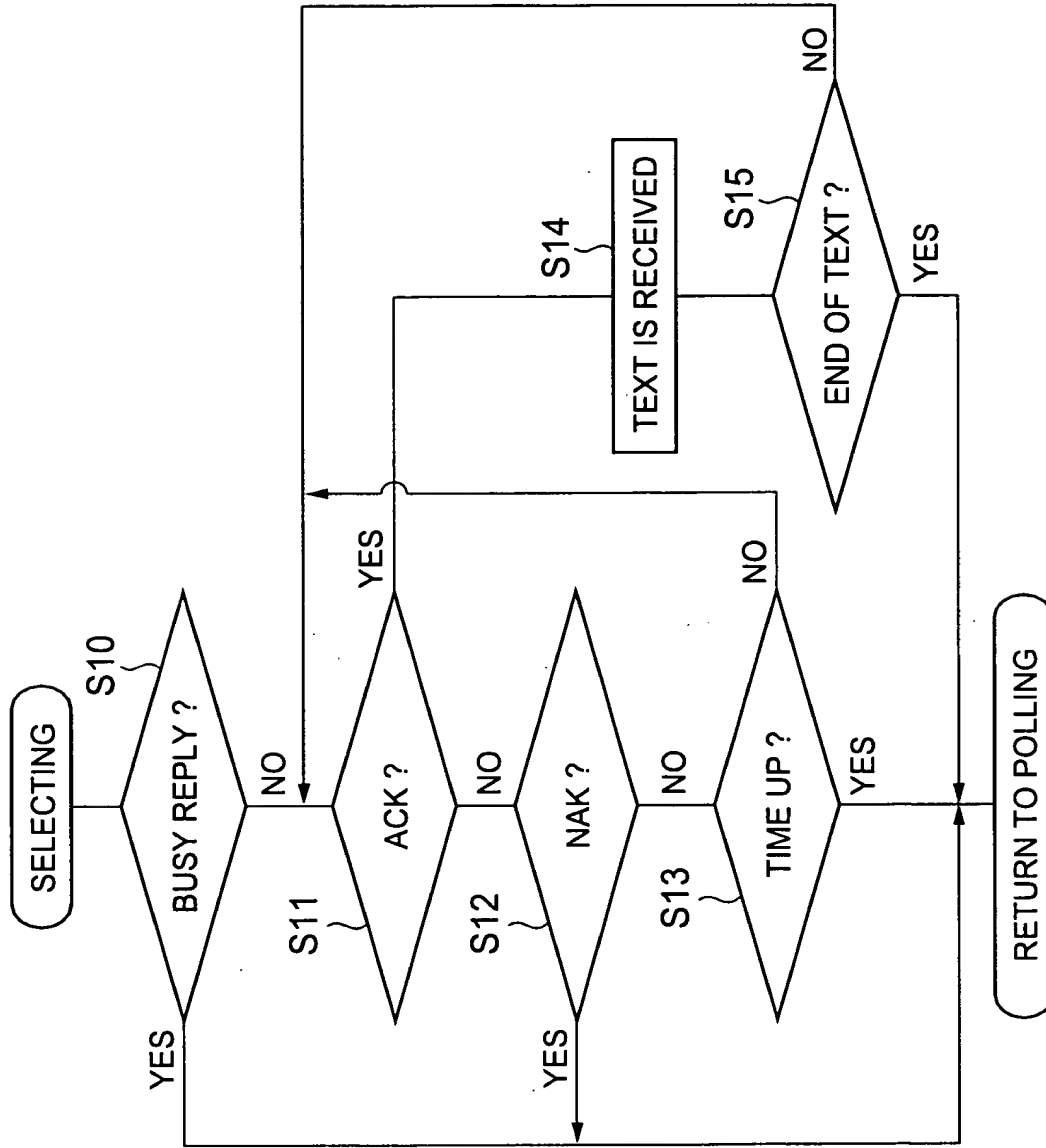 SELECTING
S10
BUSY REPLY ?
YES
NO
S11
ACK ?
YES
NO
S12
NAK ?
YES
NO
S13
TIME UP ?
NO
YES
S14
TEXT IS RECEIVED
S15
END OF TEXT ?
NO
YES
RETURN TO POLLING